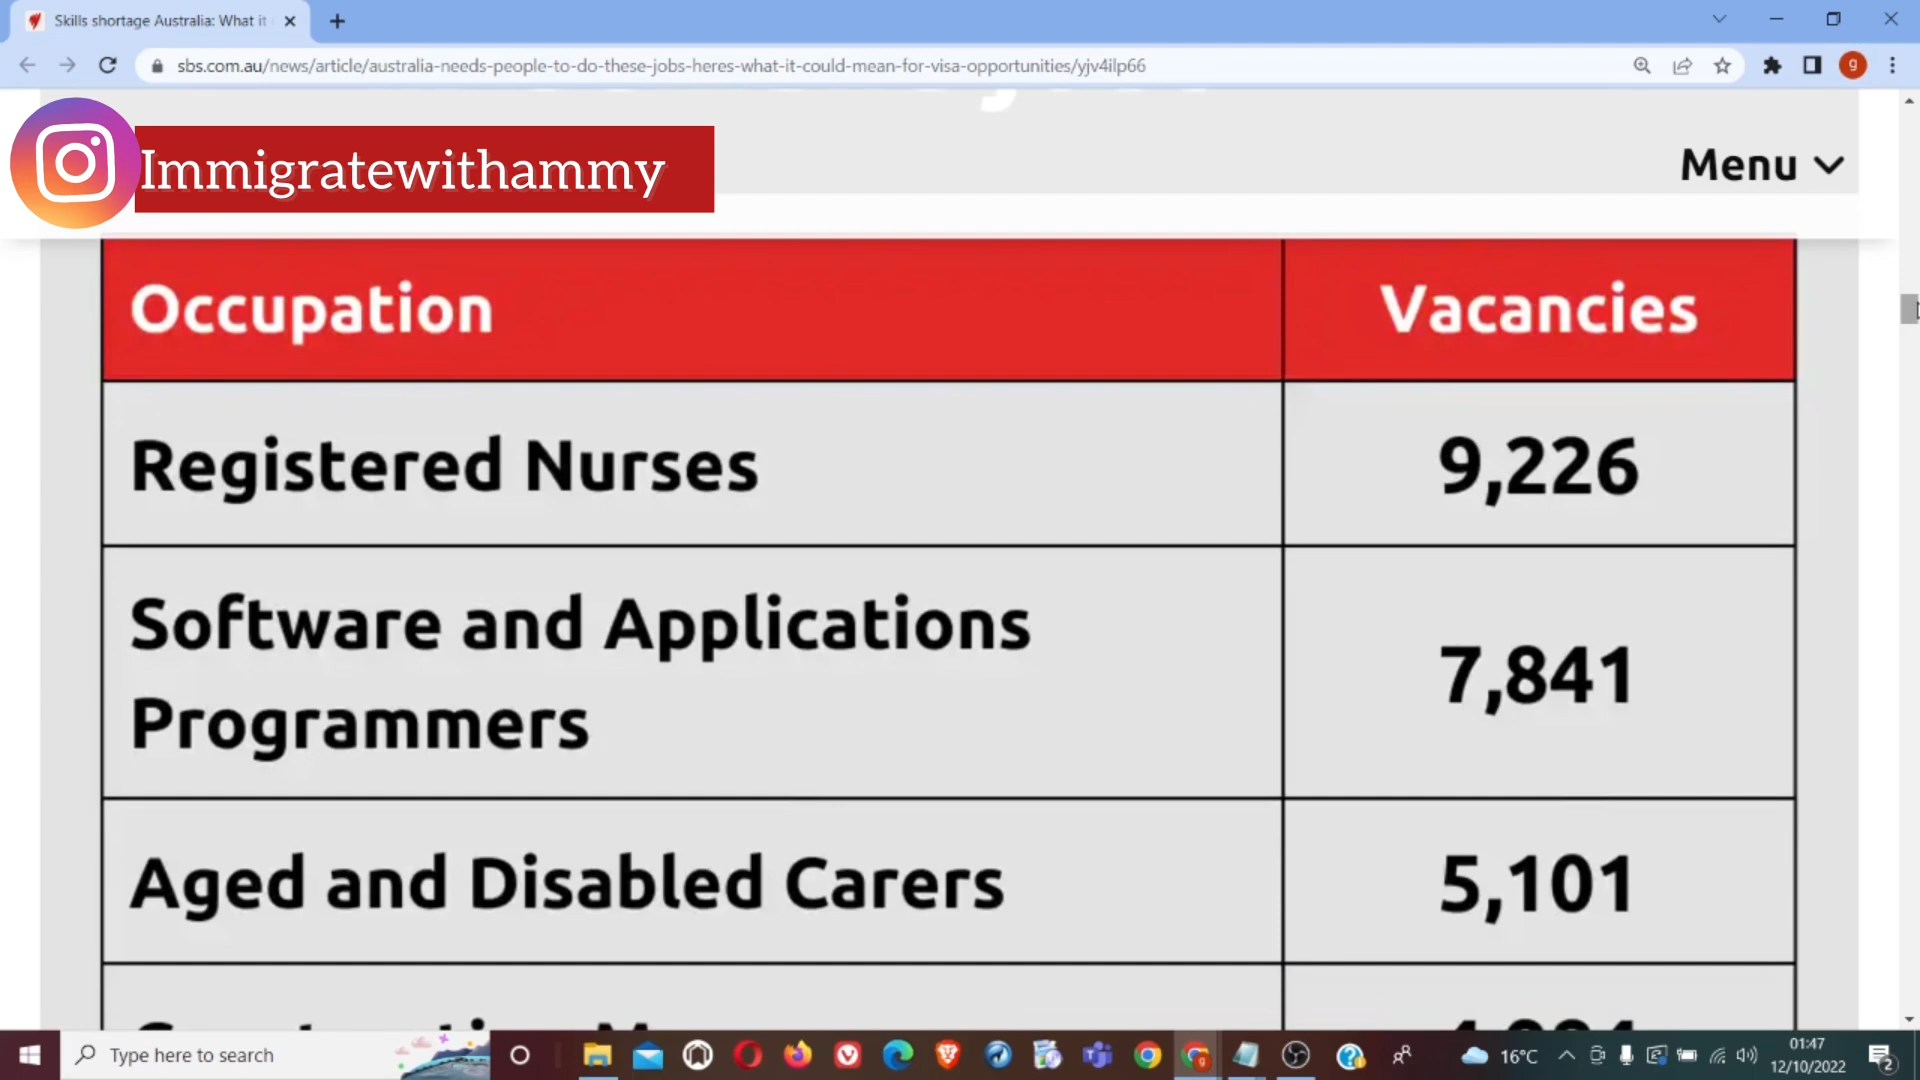 Skills shortage Australia: What it
sbs.com.au/news/article/australia-needs-people-to-do-these-jobs-heres-what-it-could-mean-for-visa-opportunities/yjv4ilp66
g
Immigratewithammy
Menu
Occupation Vacancies
Registered Nurses 9,226
Software and Applications
Programmers 7,841
Aged and Disabled Carers 5,101
Type here to search
16°C
01:47
12/10/2022
2